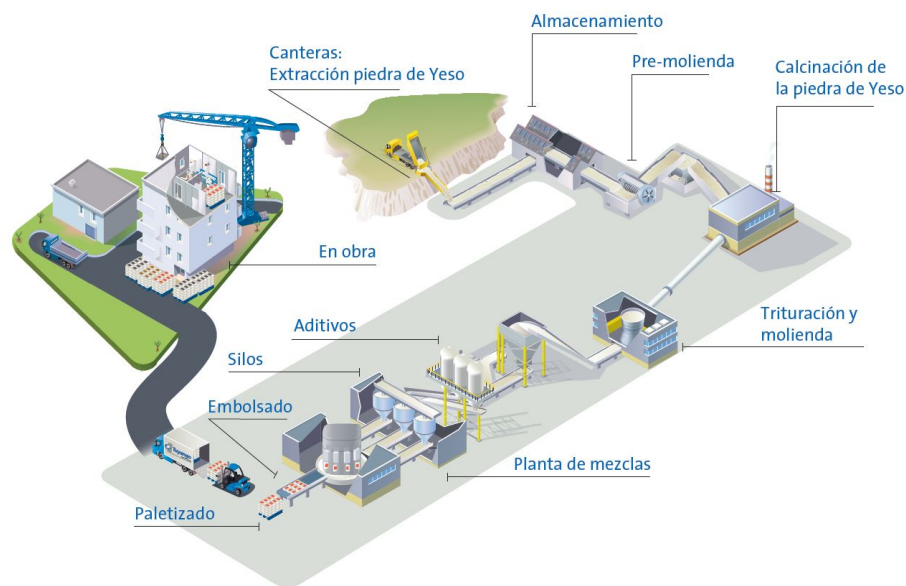 Almacenamiento
Canteras:
Extracción piedra de Yeso
Pre-molienda
Calcinación de
la piedra de Yeso
En obra
Aditivos
Trituración y
molienda
Silos
Embolsado
Planta de mezclas
Paletizado